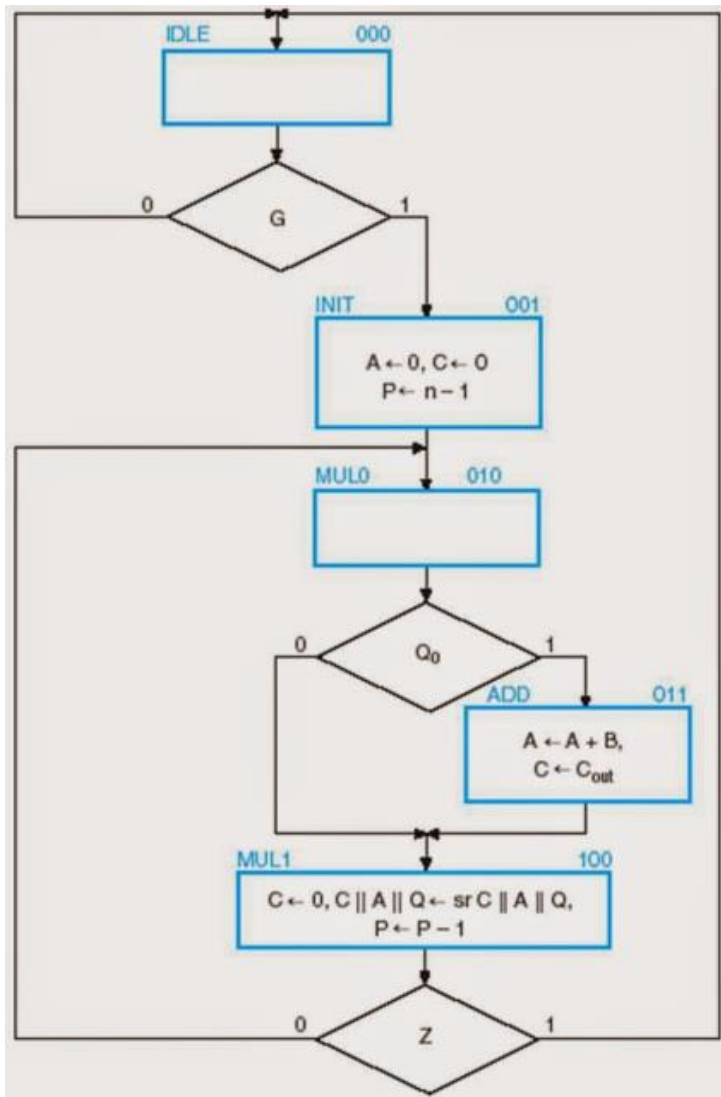 IDLE 000
0 G 1
INIT 001
A ← 0, C ← 0
P ← n – 1
MUL0 010
0 Q₀ 1
ADD 011
A ← A + B,
C ← Cout
MUL1 100
C ← 0, C || A || Q ← sr C || A || Q,
P ← P – 1
0 Z 1